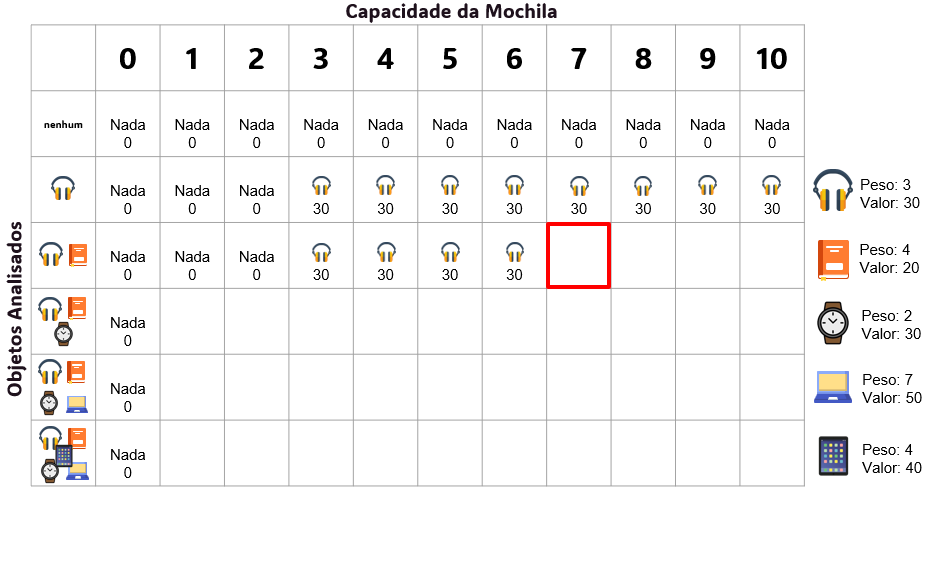 Capacidade da Mochila
0 1 2 3 4 5 6 7 8 9 10
nenhum Nada Nada Nada Nada Nada Nada Nada Nada Nada Nada Nada
0 0 0 0 0 0 0 0 0 0 0
Nada Nada Nada
0 0 0 30 30 30 30 30 30 30 30
Nada Nada Nada
0 0 0 30 30 30 30
Nada
0
Nada
0
Nada
0
Objetos Analisados
Peso: 3
Valor: 30
Peso: 4
Valor: 20
Peso: 2
Valor: 30
Peso: 7
Valor: 50
Peso: 4
Valor: 40